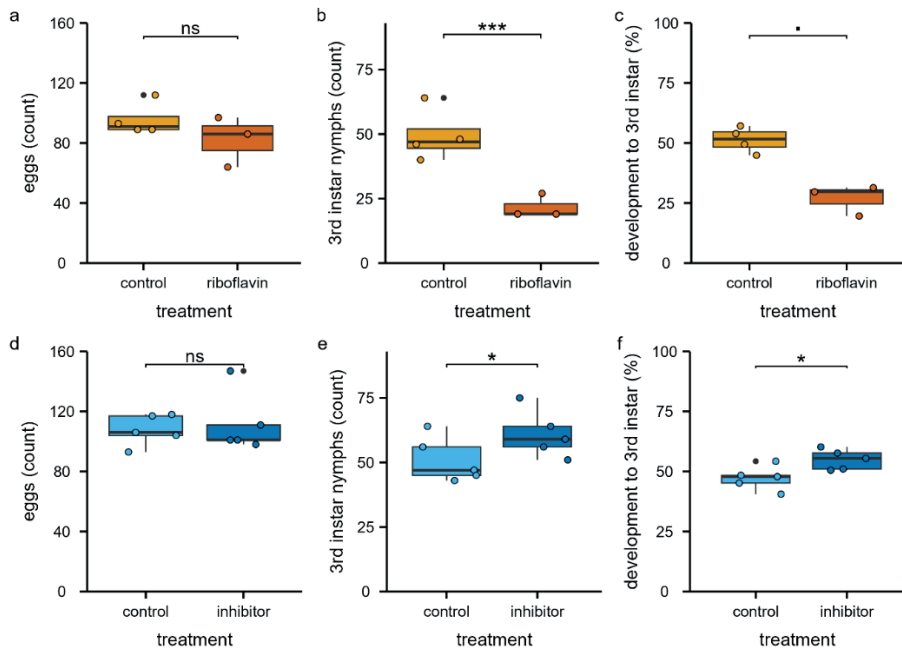 a
eggs (count)
160
120
80
40
0
ns
control
riboflavin
treatment
b
3rd instar nymphs (count)
75
50
25
0
***
control
riboflavin
treatment
c
development to 3rd instar (%)
100
75
50
25
0
▪
control
riboflavin
treatment
d
eggs (count)
160
120
80
40
0
ns
control
inhibitor
treatment
e
3rd instar nymphs (count)
75
50
25
0
*
control
inhibitor
treatment
f
development to 3rd instar (%)
100
75
50
25
0
*
control
inhibitor
treatment